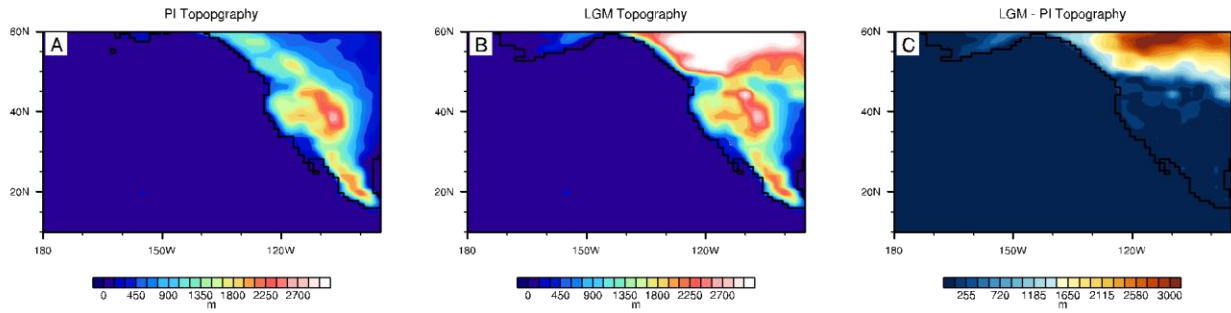 PI Topopgraphy
LGM Topography
LGM - PI Topography
A
B
C
60N
40N
20N
180
150W
120W
60N
40N
20N
180
150W
120W
60N
40N
20N
180
150W
120W
0 450 900 1350 1800 2250 2700
m
0 450 900 1350 1800 2250 2700
m
255 720 1185 1650 2115 2580 3000
m